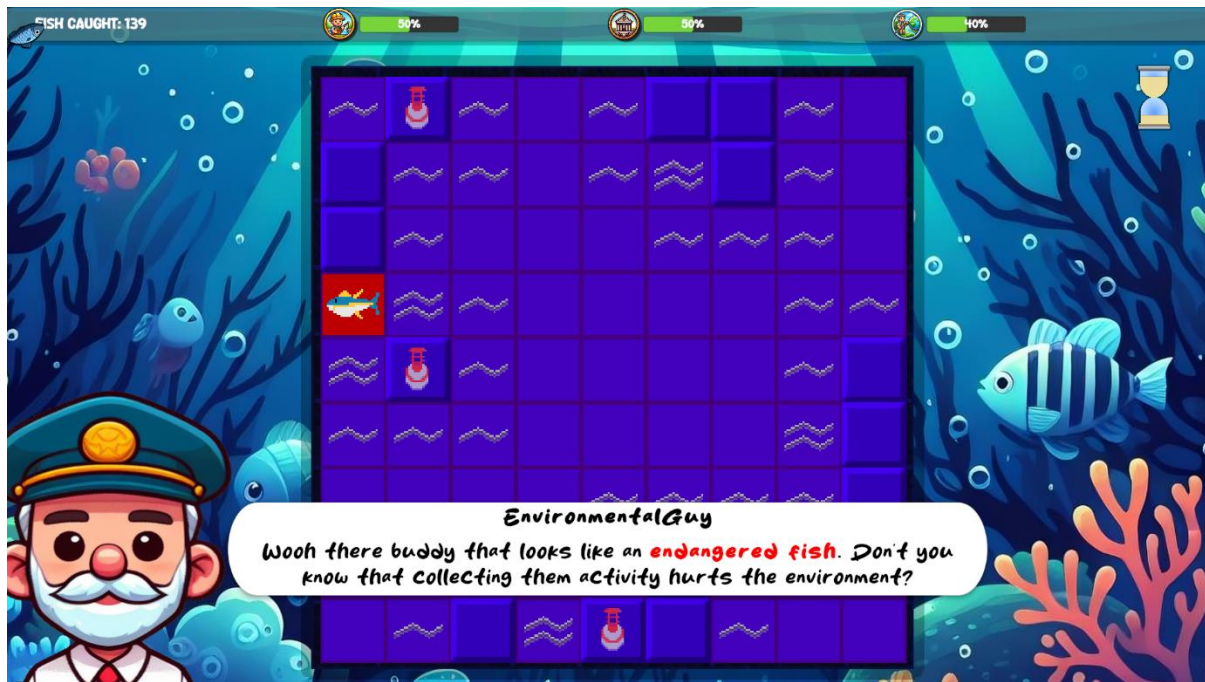 FISH CAUGHT: 139
50%
50%
40%
EnvironmentalGuy
Wooh there buddy that looks like an endangered fish. Don't you
know that collecting them activity hurts the environment?